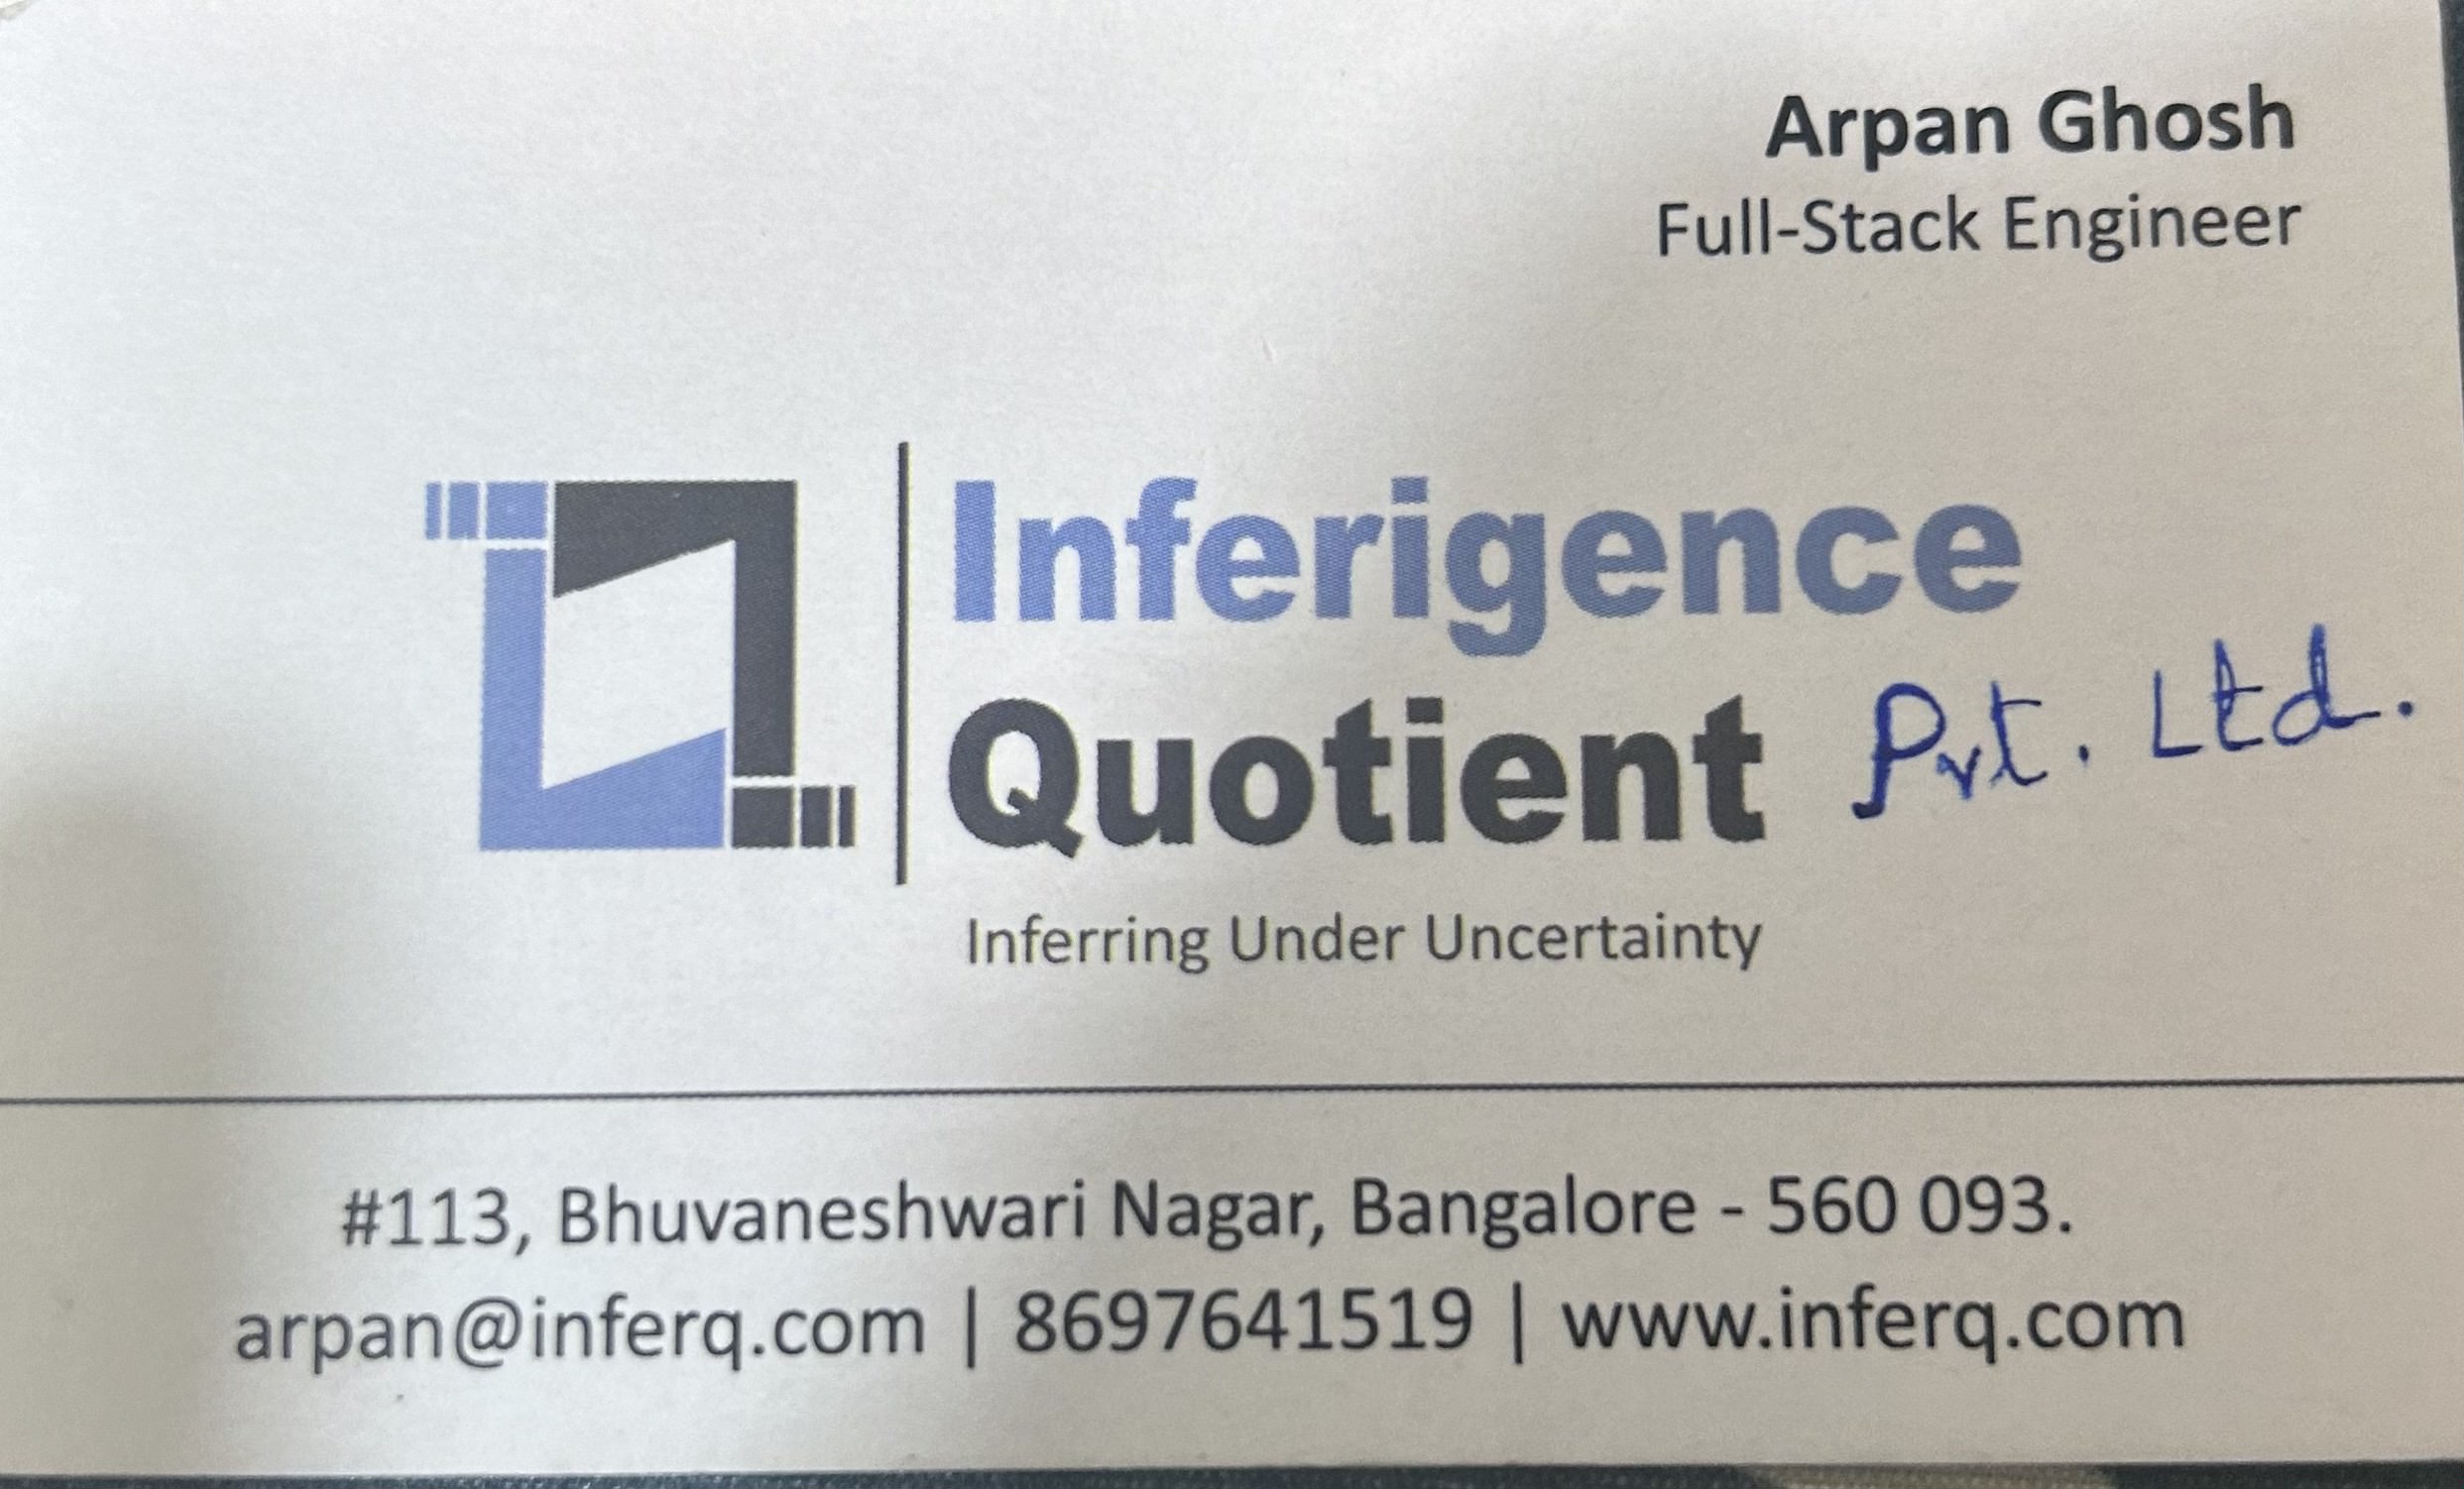 Arpan Ghosh
Full-Stack Engineer
Inferigence
Quotient Pvt. Ltd.
Inferring Under Uncertainty
#113, Bhuvaneshwari Nagar, Bangalore - 560 093.
arpan@inferq.com | 8697641519 | www.inferq.com